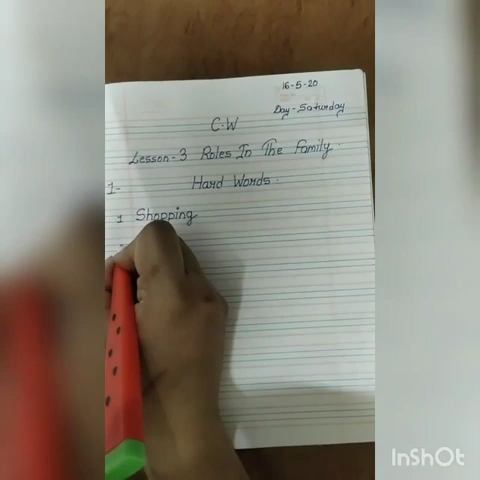 16-5-20
Day-Saturday
C.W
Lesson-3 Roles In The Family.
1- Hard Words.
1 Shopping
InShOt